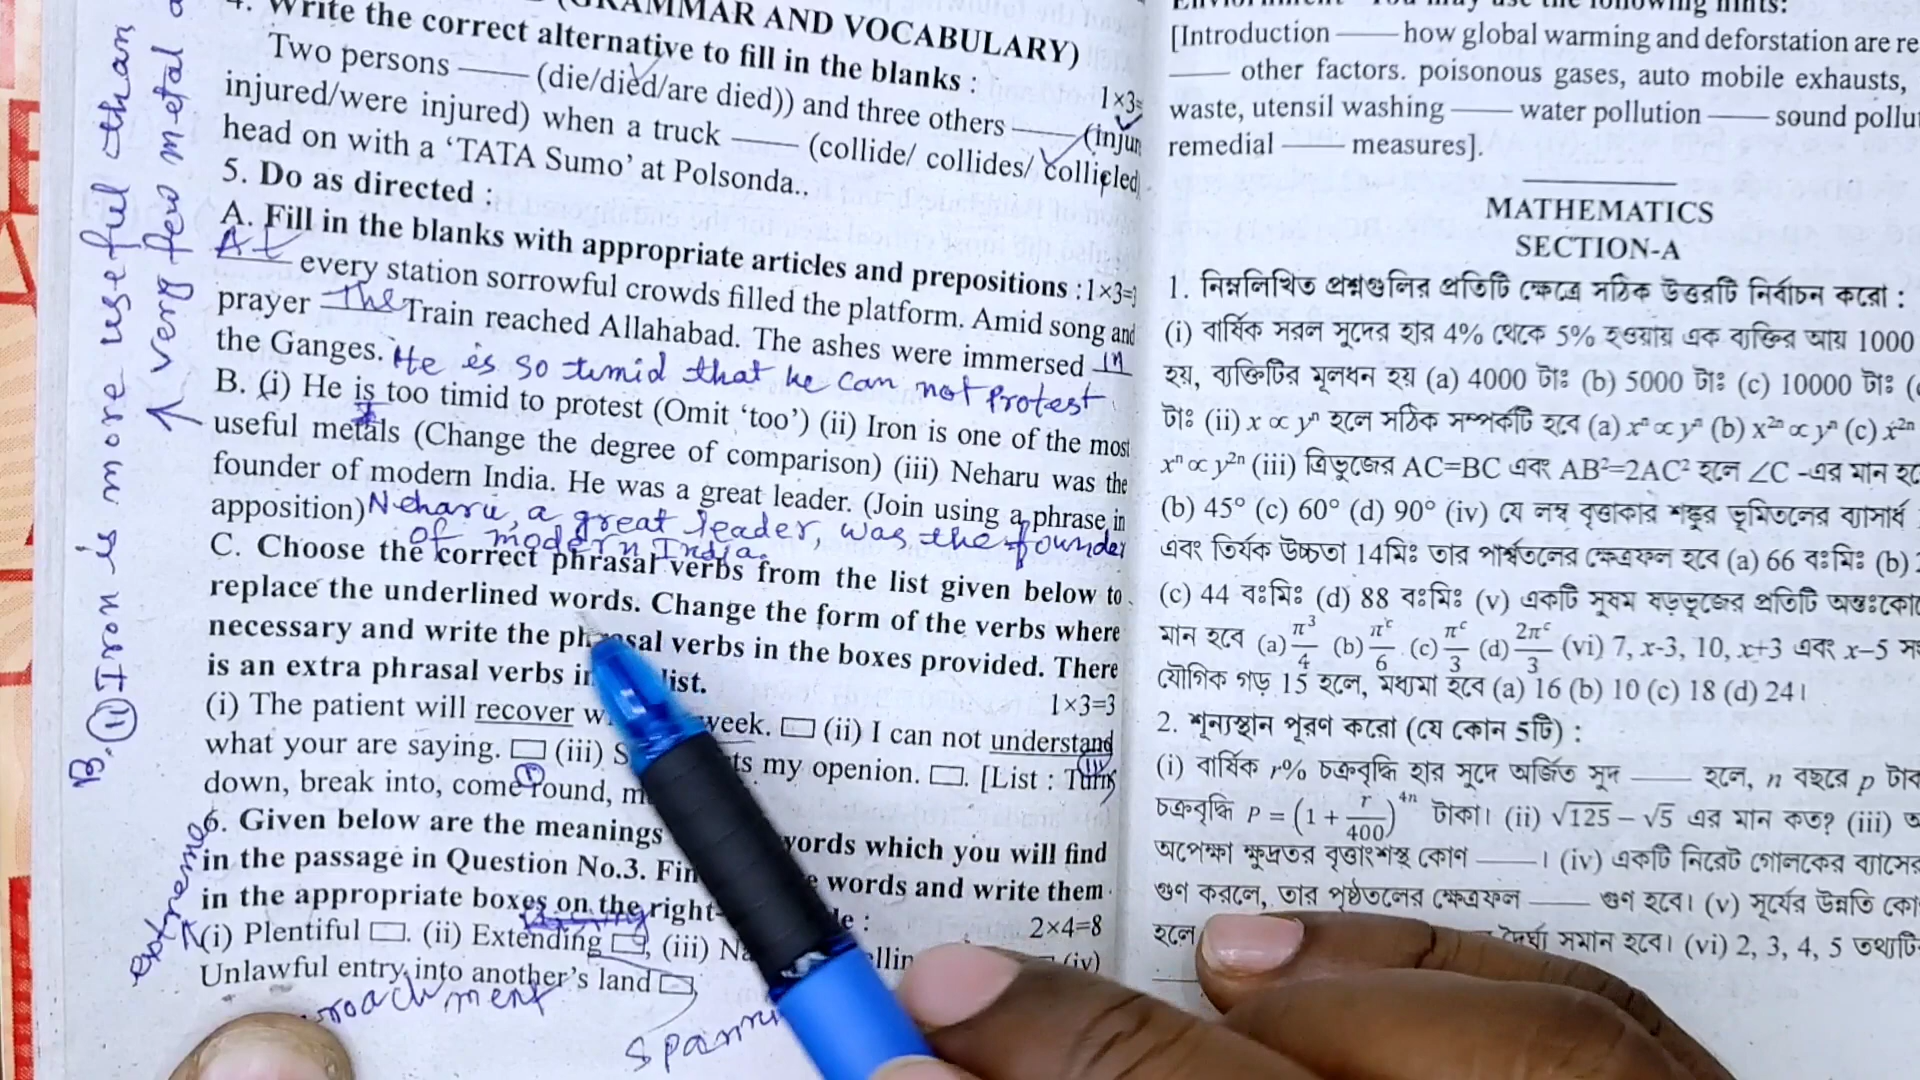 (GRAMMAR AND VOCABULARY)
4. Write the correct alternative to fill in the blanks :
1×3=
Two persons —— (die/died/are died)) and three others —— (injur
injured/were injured) when a truck —— (collide/ collides/ collicled
head on with a ‘TATA Sumo’ at Polsonda..
5. Do as directed :
A. Fill in the blanks with appropriate articles and prepositions : 1×3=
At every station sorrowful crowds filled the platform. Amid song and
prayer The Train reached Allahabad. The ashes were immersed in
the Ganges. He is so timid that he can not Protest
B. (i) He is too timid to protest (Omit ‘too’) (ii) Iron is one of the most
useful metals (Change the degree of comparison) (iii) Neharu was the
founder of modern India. He was a great leader. (Join using a phrase in
apposition) Neharu, a great leader, was the founder
of modern India.
C. Choose the correct phrasal verbs from the list given below to
replace the underlined words. Change the form of the verbs where
necessary and write the phrasal verbs in the boxes provided. There
is an extra phrasal verbs in list.
1×3=3
(i) The patient will recover week. (ii) I can not understand
what your are saying. (iii) my openion. [List : Turn
down, break into, come round,
6. Given below are the meanings words which you will find
in the passage in Question No.3. words and write them
in the appropriate boxes on the right-
2×4=8
(i) Plentiful . (ii) Extending , (iii) (iv)
Unlawful entry into another’s land
extreme
B. (ii) Iron is more useful than
very few metal
[Introduction —— how global warming and deforstation are re
—— other factors. poisonous gases, auto mobile exhausts,
waste, utensil washing —— water pollution —— sound pollu
remedial —— measures].
MATHEMATICS
SECTION-A
1. নিম্নলিখিত প্রশ্নগুলির প্রতিটি ক্ষেত্রে সঠিক উত্তরটি নির্বাচন করো :
(i) বার্ষিক সরল সুদের হার 4% থেকে 5% হওয়ায় এক ব্যক্তির আয় 1000
হয়, ব্যক্তিটির মূলধন হয় (a) 4000 টাঃ (b) 5000 টাঃ (c) 10000 টাঃ
টাঃ (ii) x ∝ yⁿ হলে সঠিক সম্পর্কটি হবে (a) xⁿ ∝ yⁿ (b) x²ⁿ ∝ yⁿ (c) x²ⁿ
xⁿ ∝ y²ⁿ (iii) ত্রিভুজের AC=BC এবং AB²=2AC² হলে ∠C -এর মান হবে
(b) 45° (c) 60° (d) 90° (iv) যে লম্ব বৃত্তাকার শঙ্কুর ভূমিতলের ব্যাসার্ধ
এবং তির্যক উচ্চতা 14মিঃ তার পার্শ্বতলের ক্ষেত্রফল হবে (a) 66 বঃমিঃ (b)
(c) 44 বঃমিঃ (d) 88 বঃমিঃ (v) একটি সুষম ষড়ভুজের প্রতিটি অন্তঃকো
মান হবে (a) π³/4 (b) πᶜ/6 (c) πᶜ/3 (d) 2πᶜ/3 (vi) 7, x-3, 10, x+3 এবং x-5
যৌগিক গড় 15 হলে, মধ্যমা হবে (a) 16 (b) 10 (c) 18 (d) 24।
2. শূন্যস্থান পূরণ করো (যে কোন 5টি) :
(i) বার্ষিক r% চক্রবৃদ্ধি হার সুদে অর্জিত সুদ —— হলে, n বছরে p টাক
চক্রবৃদ্ধি P = (1 + r/400)⁴ⁿ টাকা। (ii) √125 − √5 এর মান কত? (iii)
অপেক্ষা ক্ষুদ্রতর বৃত্তাংশস্থ কোণ ——। (iv) একটি নিরেট গোলকের ব্যাসের
গুণ করলে, তার পৃষ্ঠতলের ক্ষেত্রফল —— গুণ হবে। (v) সূর্যের উন্নতি কো
হলে দৈর্ঘ্য সমান হবে। (vi) 2, 3, 4, 5 তথ্যটি